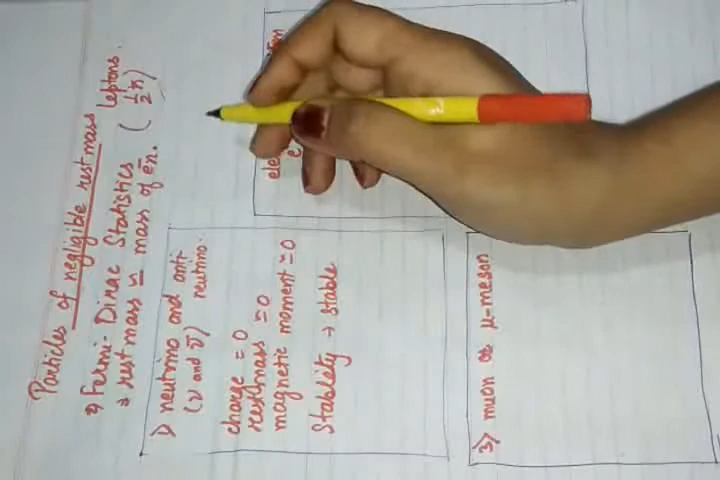 Particles of negligible rest mass leptons.
⇒ Fermi-Dirac Statistics (½ħ)
→ rest mass ≃ mass of ēn.
1) neutrino and anti
(ν and ν̄) neutrino.
charge = 0
restmass ≃ 0
magnetic moment ≃ 0
Stability → stable
3) muon or μ-meson